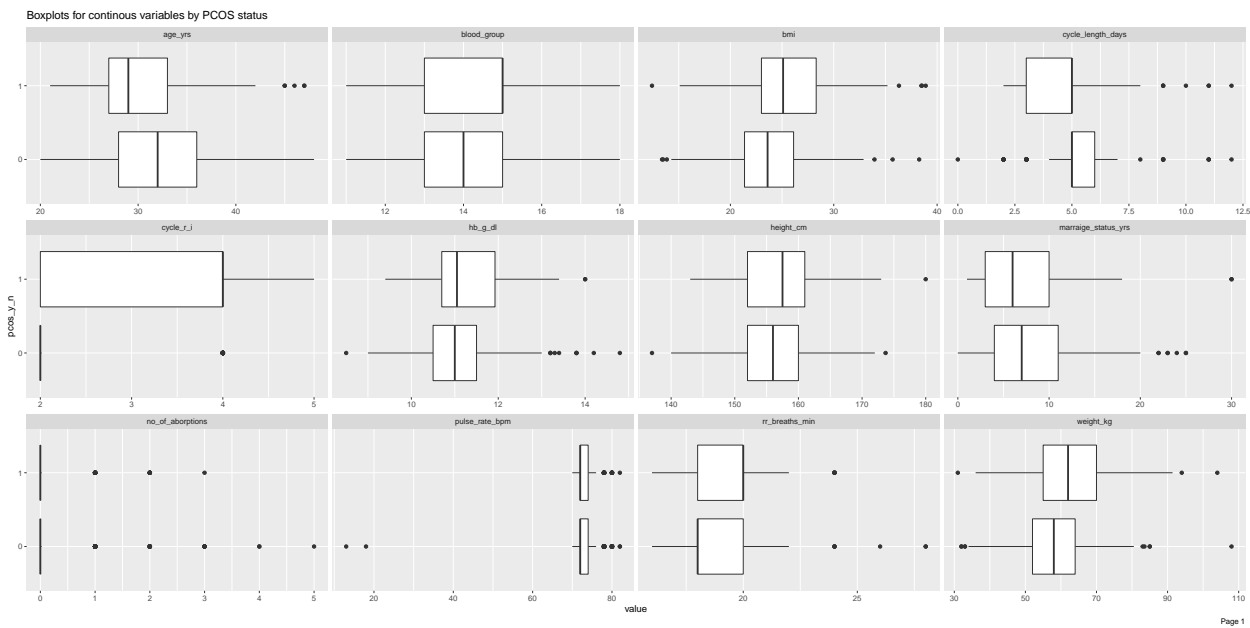 Boxplots for continous variables by PCOS status
age_yrs blood_group bmi cycle_length_days
1
0
20 30 40 12 14 16 18 20 30 40 0.0 2.5 5.0 7.5 10.0 12.5
cycle_r_i hb_g_dl height_cm marraige_status_yrs
1
0
2 3 4 5 10 12 14 140 150 160 170 180 0 10 20 30
pcos_y_n
no_of_aborptions pulse_rate_bpm rr_breaths_min weight_kg
1
0
0 1 2 3 4 5 20 40 60 80 20 25 30 50 70 90 110
value
Page 1